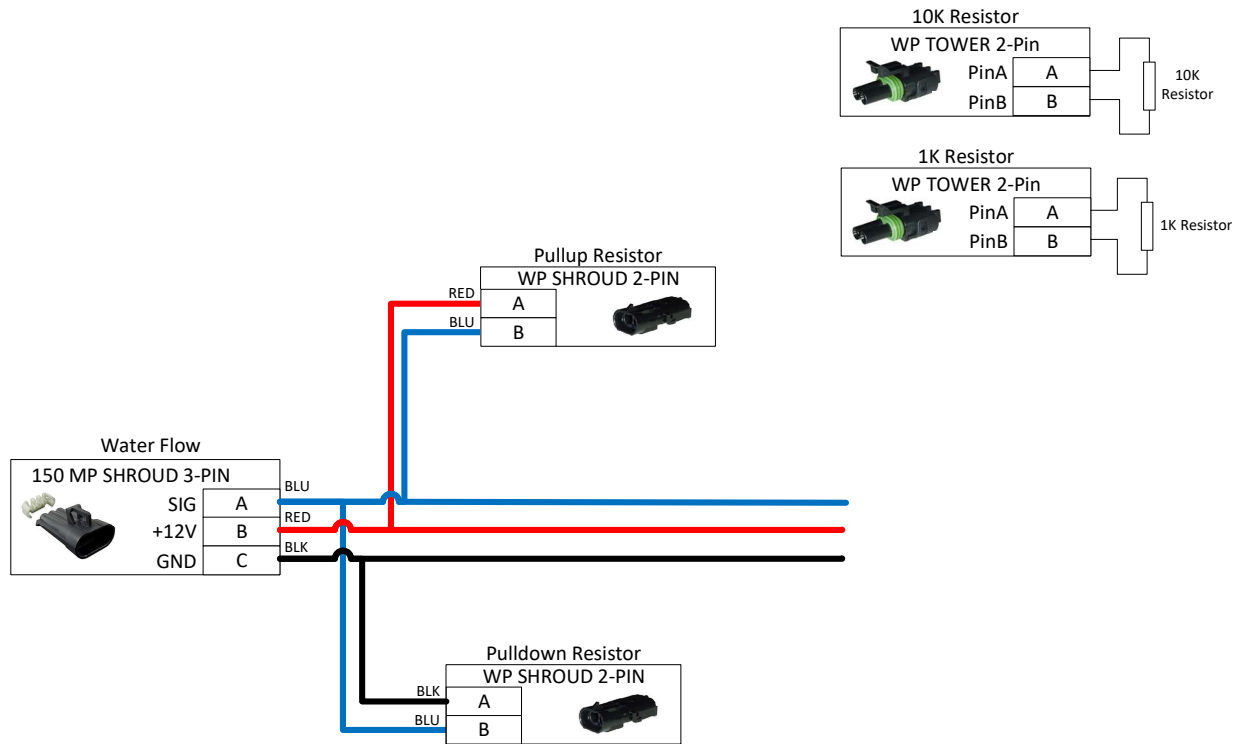 10K Resistor
WP TOWER 2-Pin
PinA A
PinB B
10K
Resistor
1K Resistor
WP TOWER 2-Pin
PinA A
PinB B
1K Resistor
Pullup Resistor
WP SHROUD 2-PIN
RED A
BLU B
Water Flow
150 MP SHROUD 3-PIN
SIG A BLU
+12V B RED
GND C BLK
Pulldown Resistor
WP SHROUD 2-PIN
BLK A
BLU B